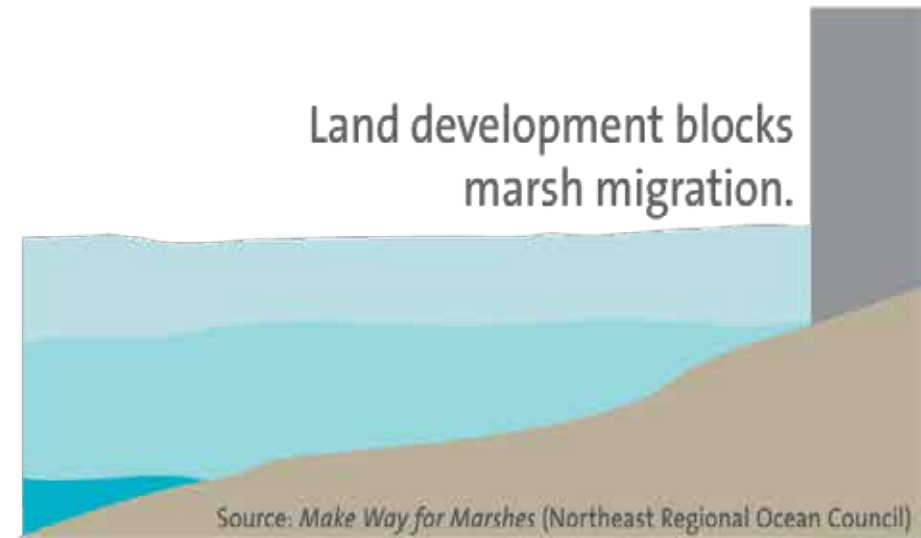 Land development blocks
marsh migration.
Source: Make Way for Marshes (Northeast Regional Ocean Council)